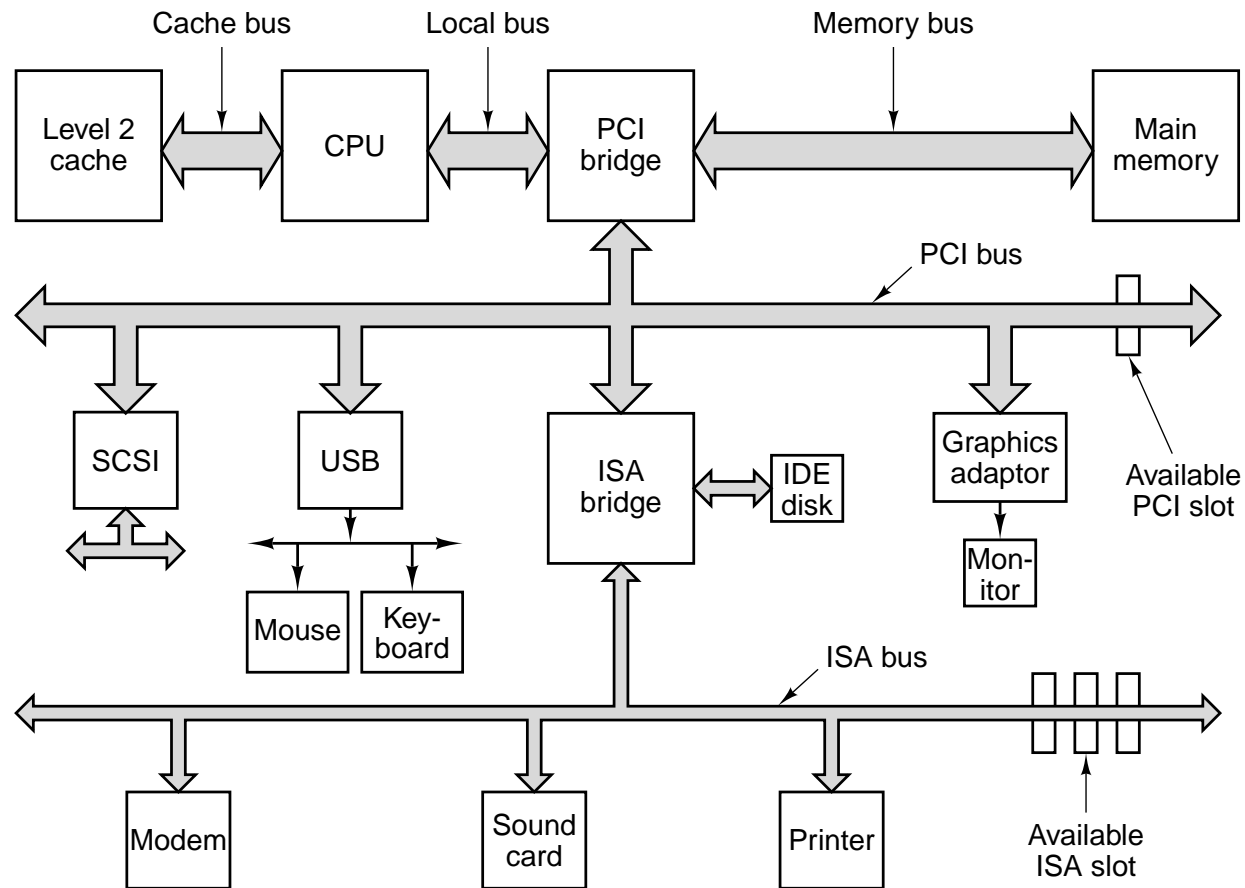 Cache bus
Local bus
Memory bus
Level 2
cache
CPU
PCI
bridge
Main
memory
PCI bus
SCSI
USB
ISA
bridge
IDE
disk
Graphics
adaptor
Available
PCI slot
Mon-
itor
Mouse
Key-
board
ISA bus
Modem
Sound
card
Printer
Available
ISA slot